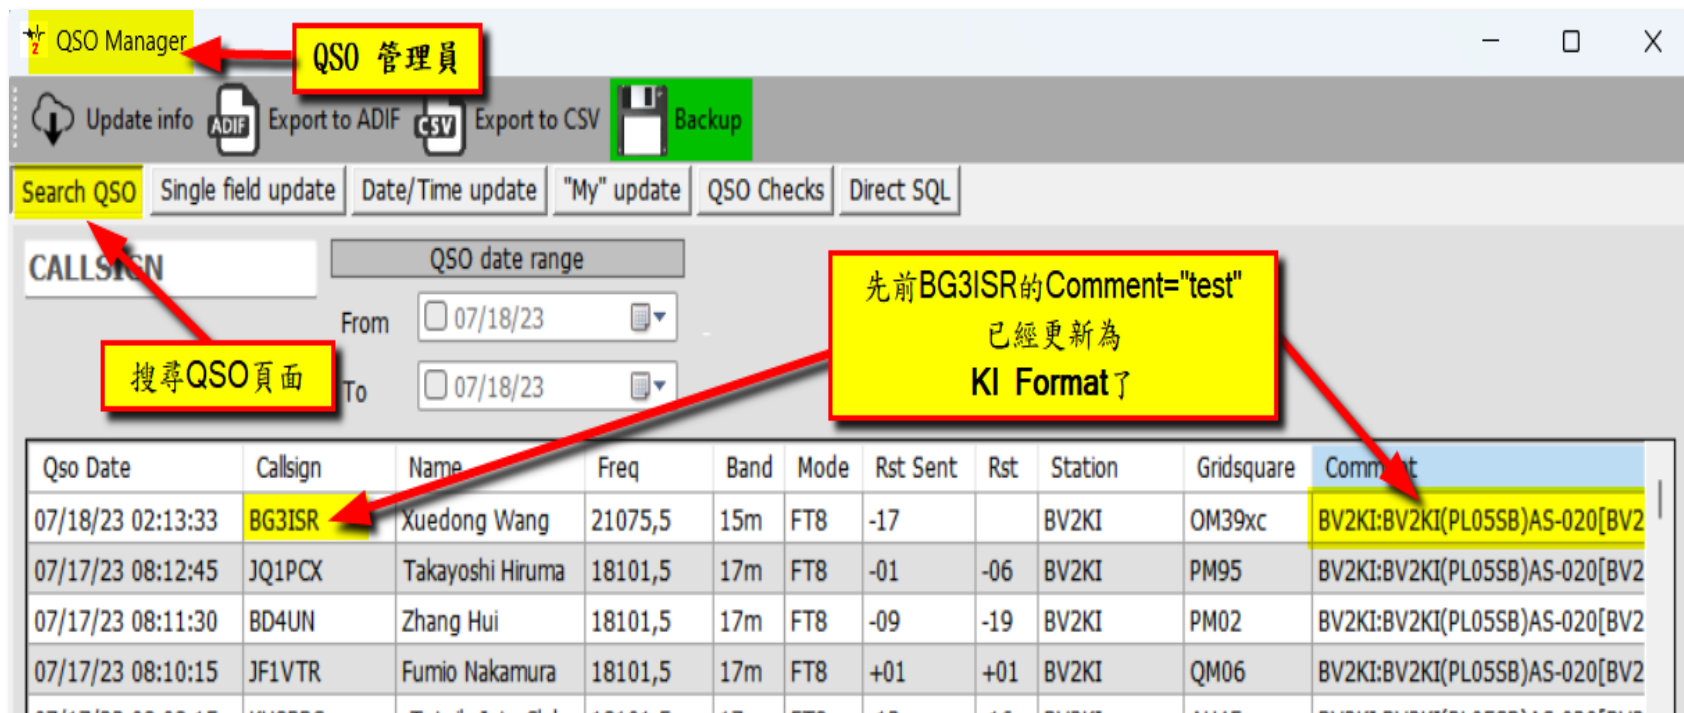 QSO Manager
QSO 管理員
Update info
ADIF
Export to ADIF
CSV
Export to CSV
Backup
Search QSO
Single field update
Date/Time update
"My" update
QSO Checks
Direct SQL
CALLSIGN
QSO date range
From
07/18/23
To
07/18/23
搜尋QSO頁面
先前BG3ISR的Comment="test"
已經更新為
KI Format了
Qso Date Callsign Name Freq Band Mode Rst Sent Rst Station Gridsquare Comment
07/18/23 02:13:33 BG3ISR Xuedong Wang 21075,5 15m FT8 -17 BV2KI OM39xc BV2KI:BV2KI(PL05SB)AS-020[BV2
07/17/23 08:12:45 JQ1PCX Takayoshi Hiruma 18101,5 17m FT8 -01 -06 BV2KI PM95 BV2KI:BV2KI(PL05SB)AS-020[BV2
07/17/23 08:11:30 BD4UN Zhang Hui 18101,5 17m FT8 -09 -19 BV2KI PM02 BV2KI:BV2KI(PL05SB)AS-020[BV2
07/17/23 08:10:15 JF1VTR Fumio Nakamura 18101,5 17m FT8 +01 +01 BV2KI QM06 BV2KI:BV2KI(PL05SB)AS-020[BV2